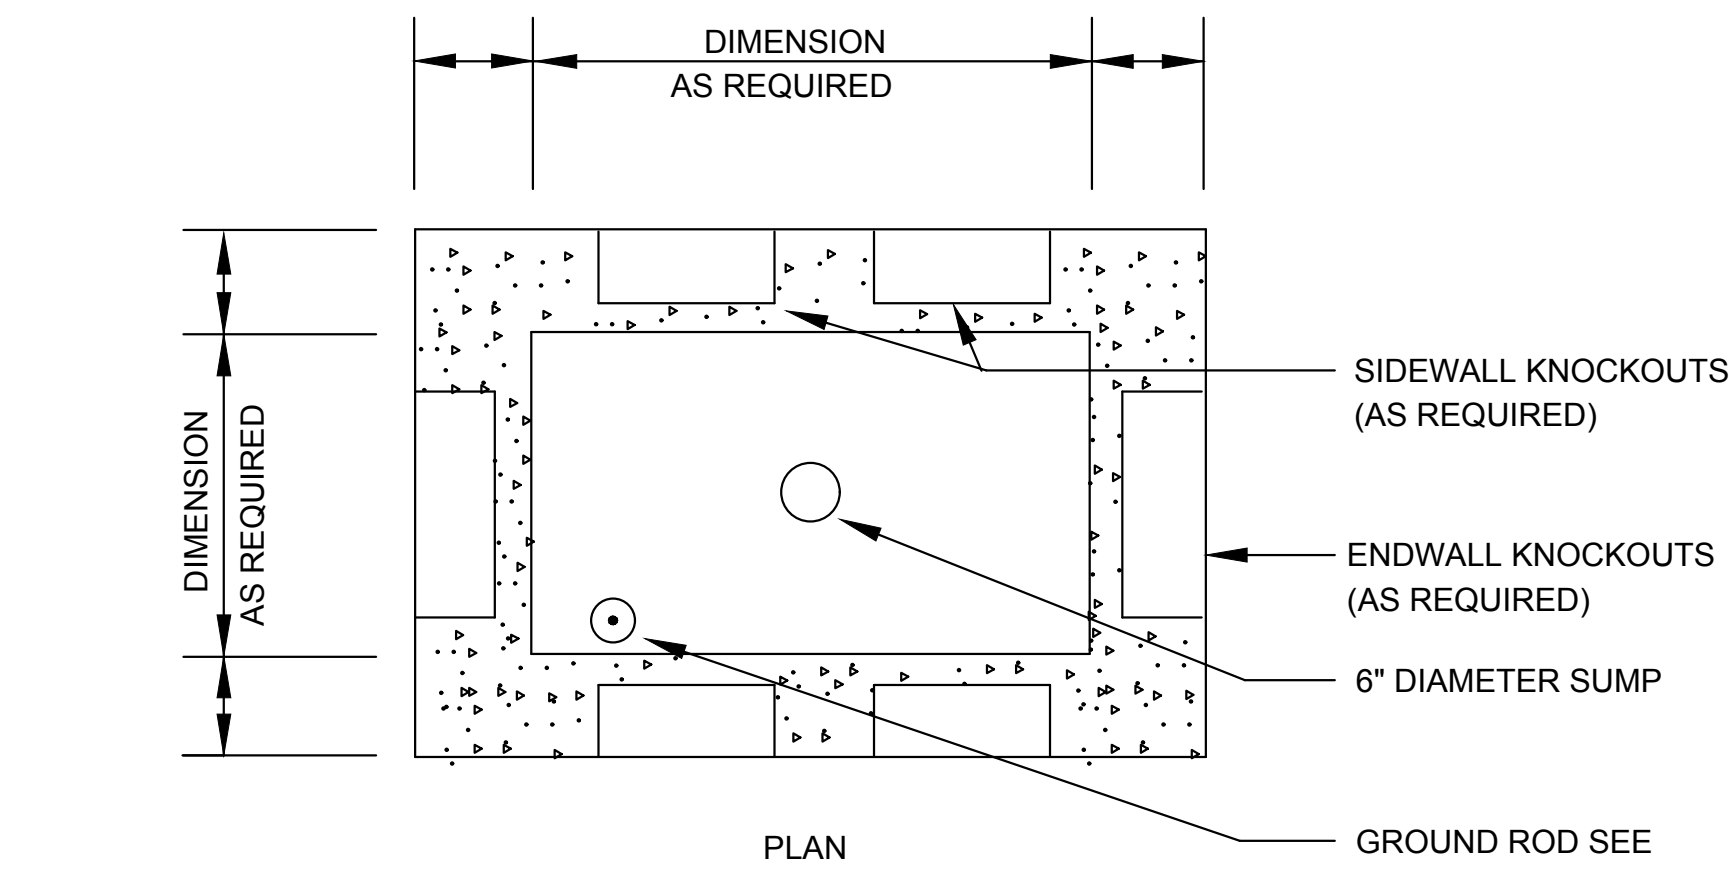 DIMENSION
AS REQUIRED
DIMENSION
AS REQUIRED
SIDEWALL KNOCKOUTS
(AS REQUIRED)
ENDWALL KNOCKOUTS
(AS REQUIRED)
6" DIAMETER SUMP
GROUND ROD SEE
PLAN